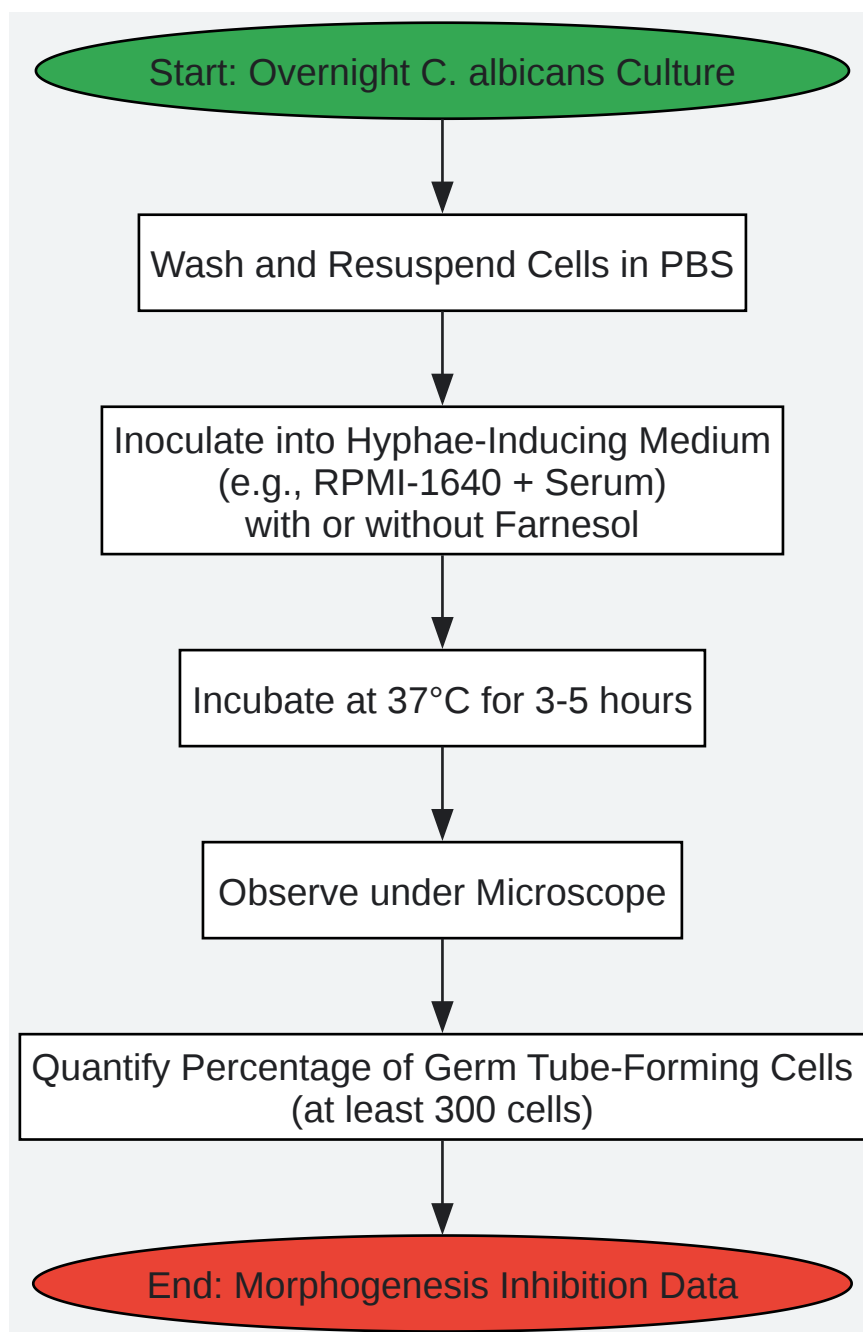 Start: Overnight C. albicans Culture
Wash and Resuspend Cells in PBS
Inoculate into Hyphae-Inducing Medium
(e.g., RPMI-1640 + Serum)
with or without Farnesol
Incubate at 37°C for 3-5 hours
Observe under Microscope
Quantify Percentage of Germ Tube-Forming Cells
(at least 300 cells)
End: Morphogenesis Inhibition Data